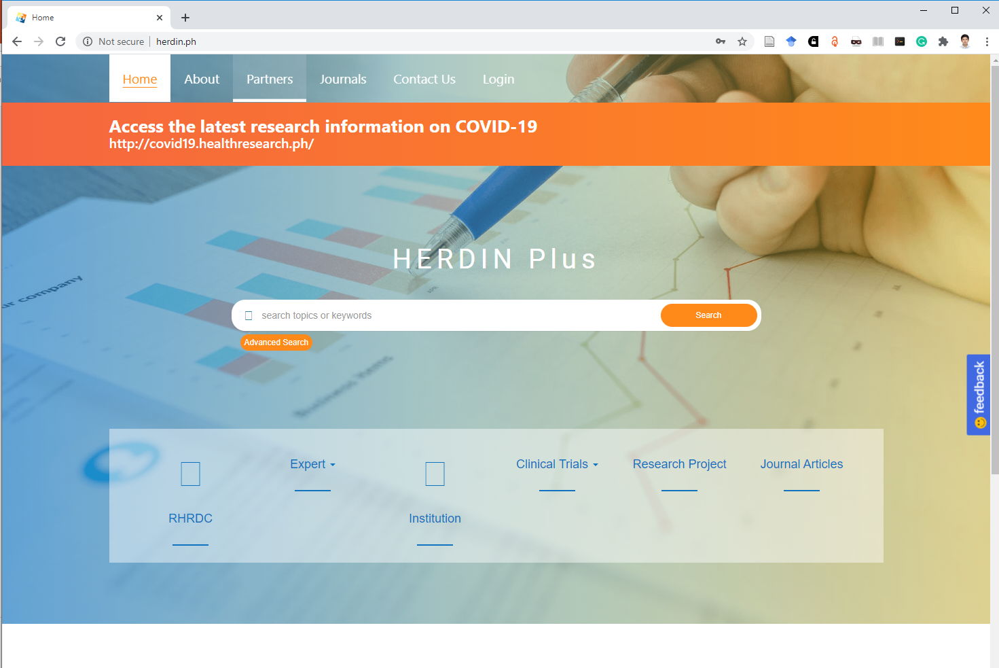 Home
Not secure herdin.ph
Home About Partners Journals Contact Us Login
Access the latest research information on COVID-19
http://covid19.healthresearch.ph/
ur company
HERDIN Plus
search topics or keywords Search
Advanced Search
feedback
Expert Clinical Trials Research Project Journal Articles
RHRDC Institution